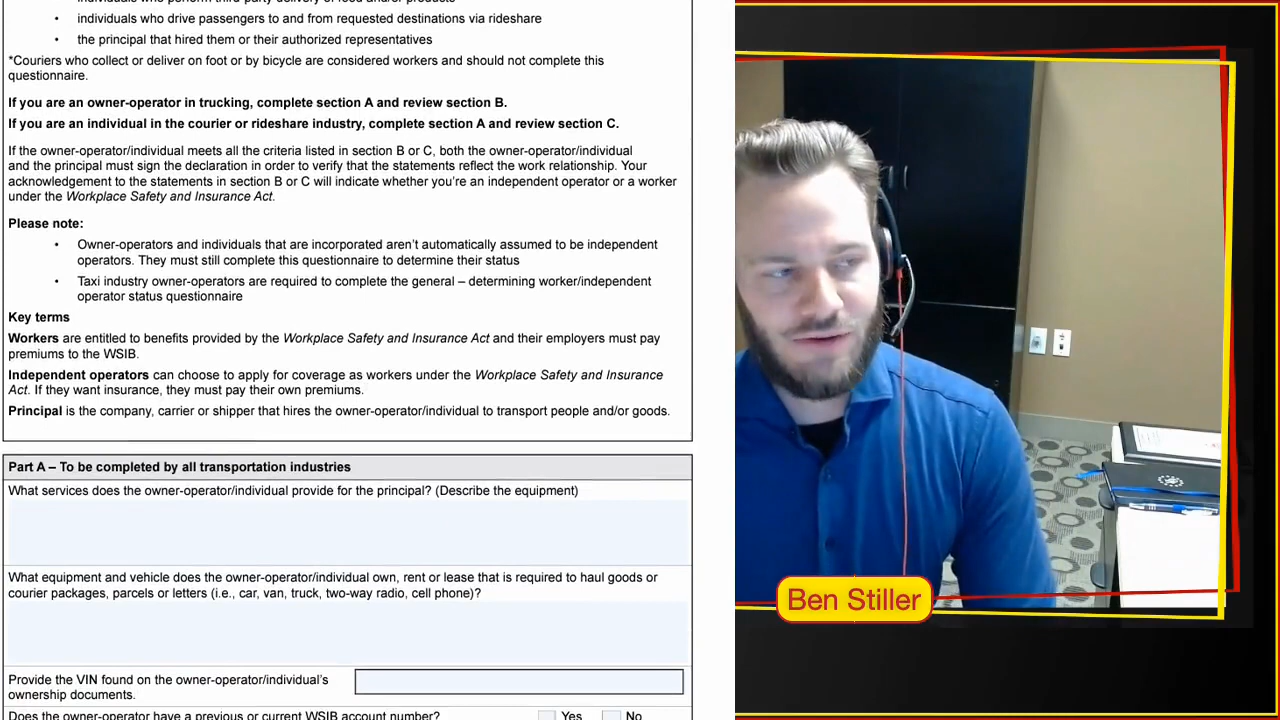 • individuals who drive passengers to and from requested destinations via rideshare
• the principal that hired them or their authorized representatives
*Couriers who collect or deliver on foot or by bicycle are considered workers and should not complete this
questionnaire.
If you are an owner-operator in trucking, complete section A and review section B.
If you are an individual in the courier or rideshare industry, complete section A and review section C.
If the owner-operator/individual meets all the criteria listed in section B or C, both the owner-operator/individual
and the principal must sign the declaration in order to verify that the statements reflect the work relationship. Your
acknowledgement to the statements in section B or C will indicate whether you're an independent operator or a worker
under the Workplace Safety and Insurance Act.
Please note:
• Owner-operators and individuals that are incorporated aren't automatically assumed to be independent
operators. They must still complete this questionnaire to determine their status
• Taxi industry owner-operators are required to complete the general – determining worker/independent
operator status questionnaire
Key terms
Workers are entitled to benefits provided by the Workplace Safety and Insurance Act and their employers must pay
premiums to the WSIB.
Independent operators can choose to apply for coverage as workers under the Workplace Safety and Insurance
Act. If they want insurance, they must pay their own premiums.
Principal is the company, carrier or shipper that hires the owner-operator/individual to transport people and/or goods.
Part A – To be completed by all transportation industries
What services does the owner-operator/individual provide for the principal? (Describe the equipment)
What equipment and vehicle does the owner-operator/individual own, rent or lease that is required to haul goods or
courier packages, parcels or letters (i.e., car, van, truck, two-way radio, cell phone)?
Provide the VIN found on the owner-operator/individual's
ownership documents.
Does the owner-operator have a previous or current WSIB account number? Yes No
Ben Stiller